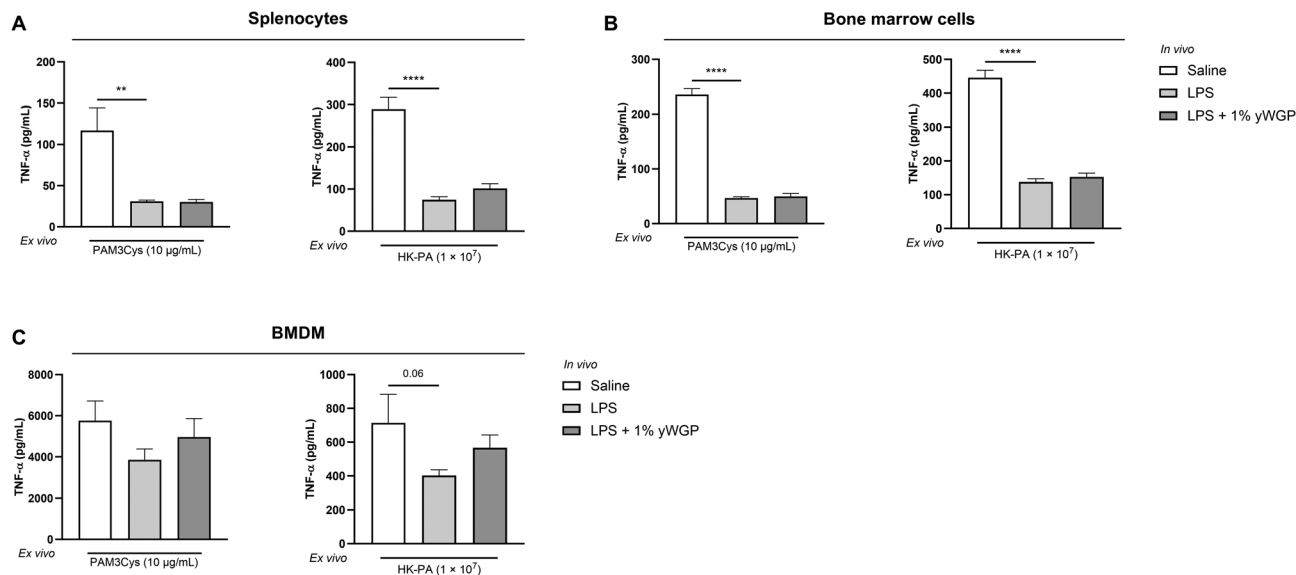 A
Splenocytes
TNF-α (pg/mL)
200
150
100
50
0
**
Ex vivo
PAM3Cys (10 µg/mL)
TNF-α (pg/mL)
400
300
200
100
0
****
Ex vivo
HK-PA (1 × 10⁷)
B
Bone marrow cells
TNF-α (pg/mL)
300
200
100
0
****
Ex vivo
PAM3Cys (10 µg/mL)
TNF-α (pg/mL)
500
400
300
200
100
0
****
Ex vivo
HK-PA (1 × 10⁷)
In vivo
Saline
LPS
LPS + 1% yWGP
C
BMDM
TNF-α (pg/mL)
8000
6000
4000
2000
0
Ex vivo
PAM3Cys (10 µg/mL)
TNF-α (pg/mL)
1000
800
600
400
200
0
0.06
Ex vivo
HK-PA (1 × 10⁷)
In vivo
Saline
LPS
LPS + 1% yWGP